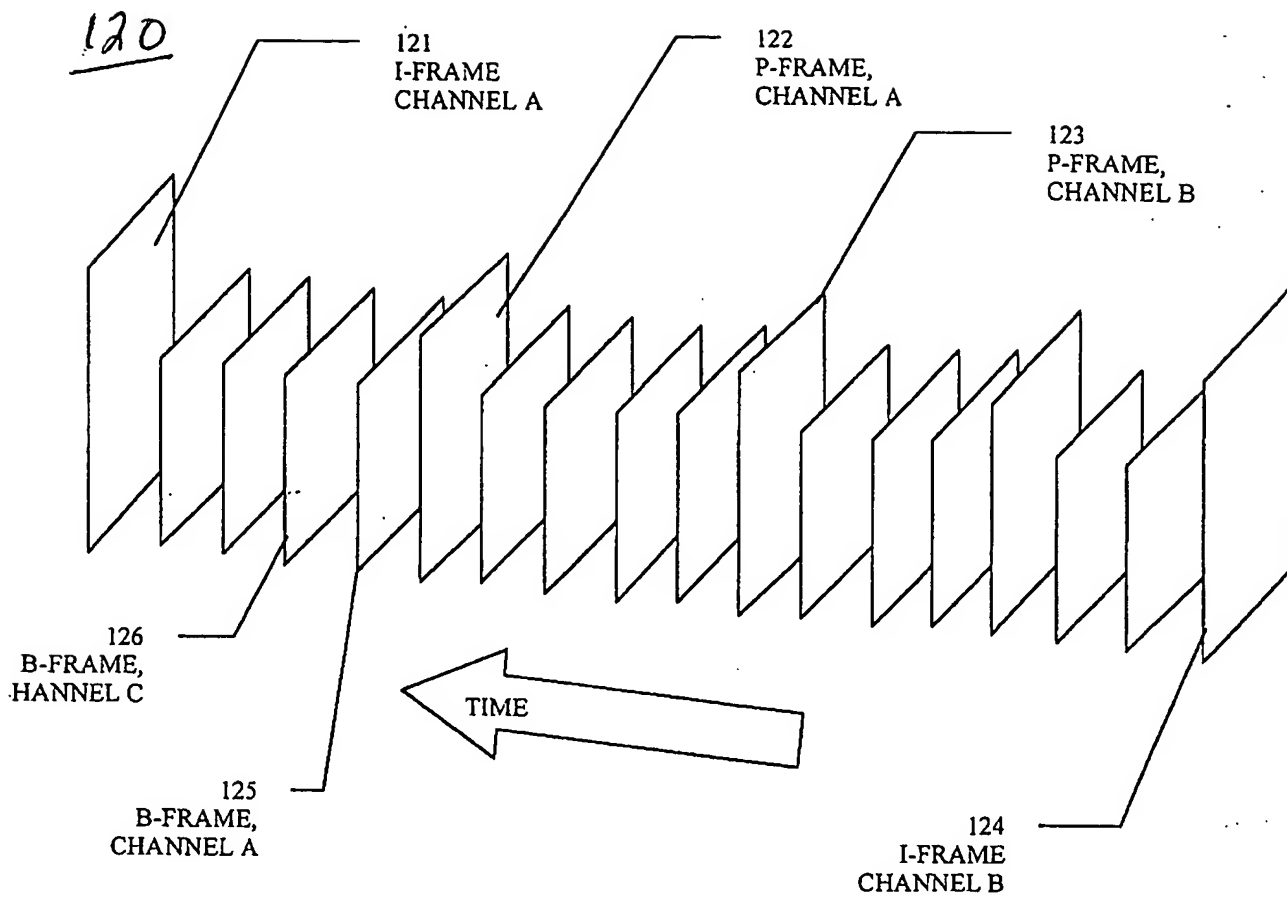 120
121
I-FRAME
CHANNEL A
122
P-FRAME,
CHANNEL A
123
P-FRAME,
CHANNEL B
126
B-FRAME,
HANNEL C
TIME
125
B-FRAME,
CHANNEL A
124
I-FRAME
CHANNEL B